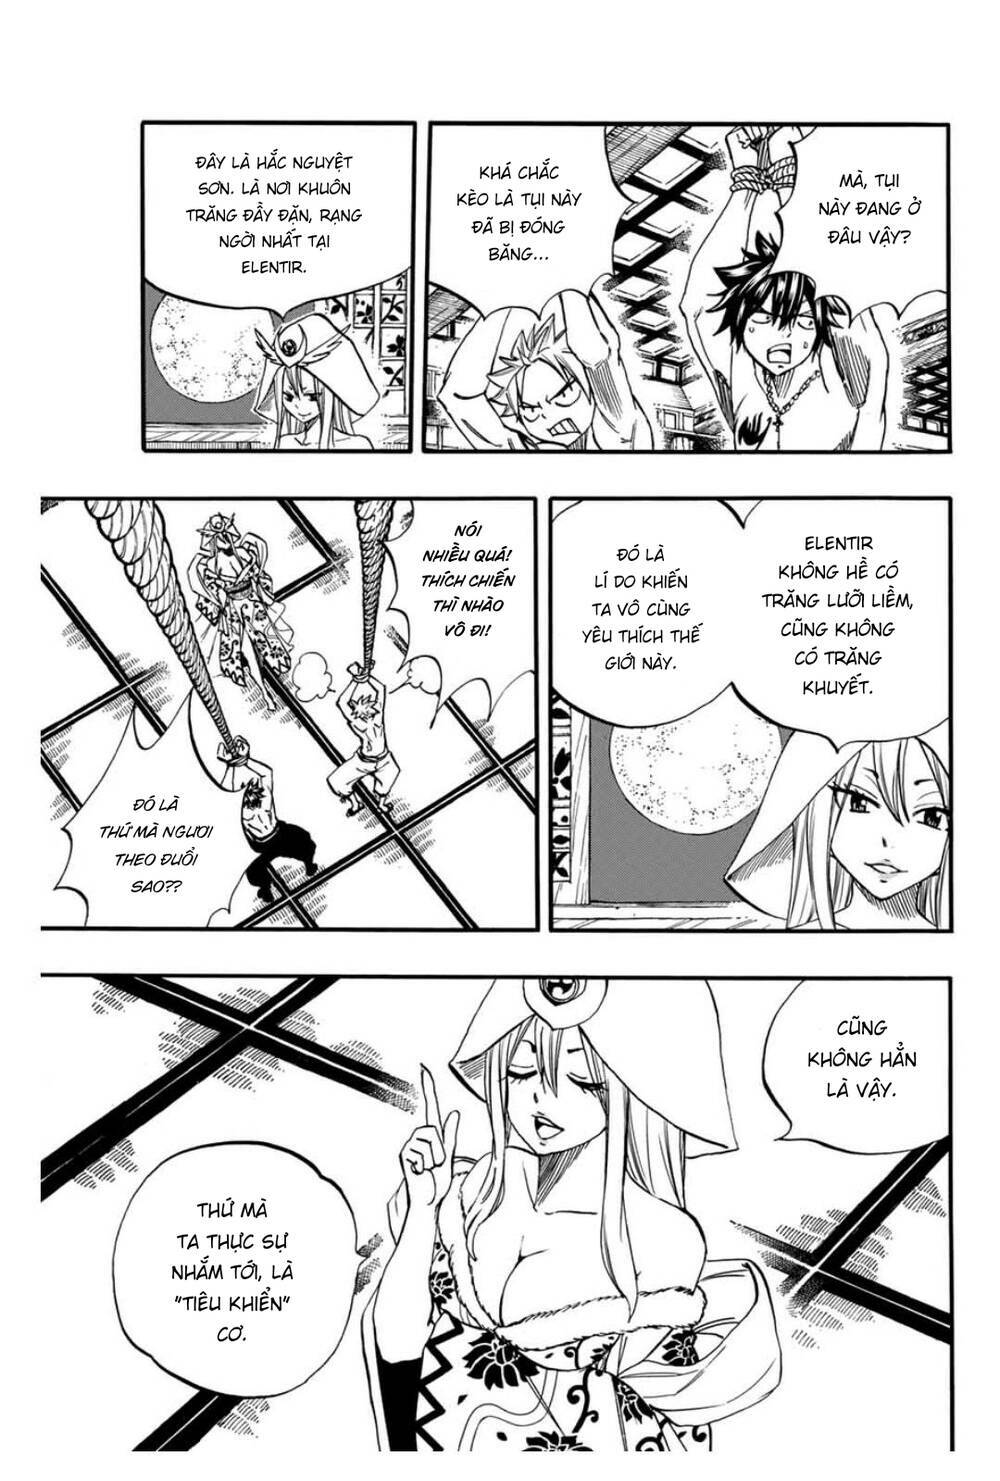 MÀ, TỤI
NÀY ĐANG Ở
ĐÂU VẬY?
KHÁ CHẮC
KÈO LÀ TỤI NÀY
ĐÃ BỊ ĐÓNG
BĂNG...
ĐÂY LÀ HẮC NGUYỆT
SƠN. LÀ NƠI KHUÔN
TRĂNG ĐẦY ĐẶN, RẠNG
NGỜI NHẤT TẠI
ELENTIR.
ELENTIR
KHÔNG HỀ CÓ
TRĂNG LƯỠI LIỀM,
CŨNG KHÔNG
CÓ TRĂNG
KHUYẾT.
ĐÓ LÀ
LÍ DO KHIẾN
TA VÔ CÙNG
YÊU THÍCH THẾ
GIỚI NÀY.
NÓI
NHIỀU QUÁ!
THÍCH CHIẾN
THÌ NHÀO
VÔ ĐI!
ĐÓ LÀ
THỨ MÀ NGƯƠI
THEO ĐUỔI
SAO??
CŨNG
KHÔNG HẲN
LÀ VẬY.
THỨ MÀ
TA THỰC SỰ
NHẮM TỚI, LÀ
"TIÊU KHIỂN"
CƠ.